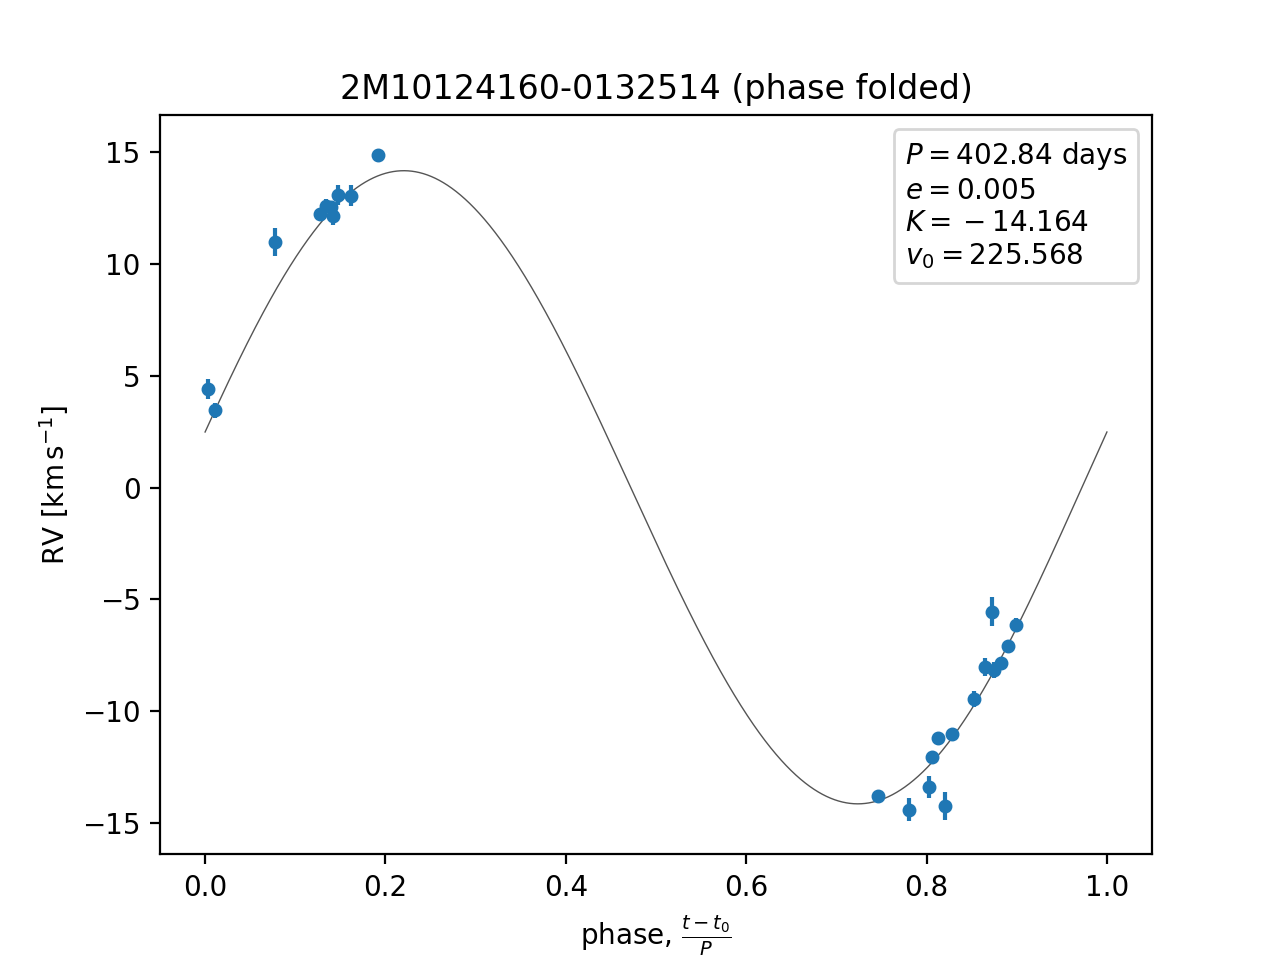 2M10124160-0132514 (phase folded)
P = 402.84 days
e = 0.005
K = −14.164
v₀ = 225.568
15
10
5
0
−5
−10
−15
RV [km s⁻¹]
0.0 0.2 0.4 0.6 0.8 1.0
phase, (t − t₀)/P